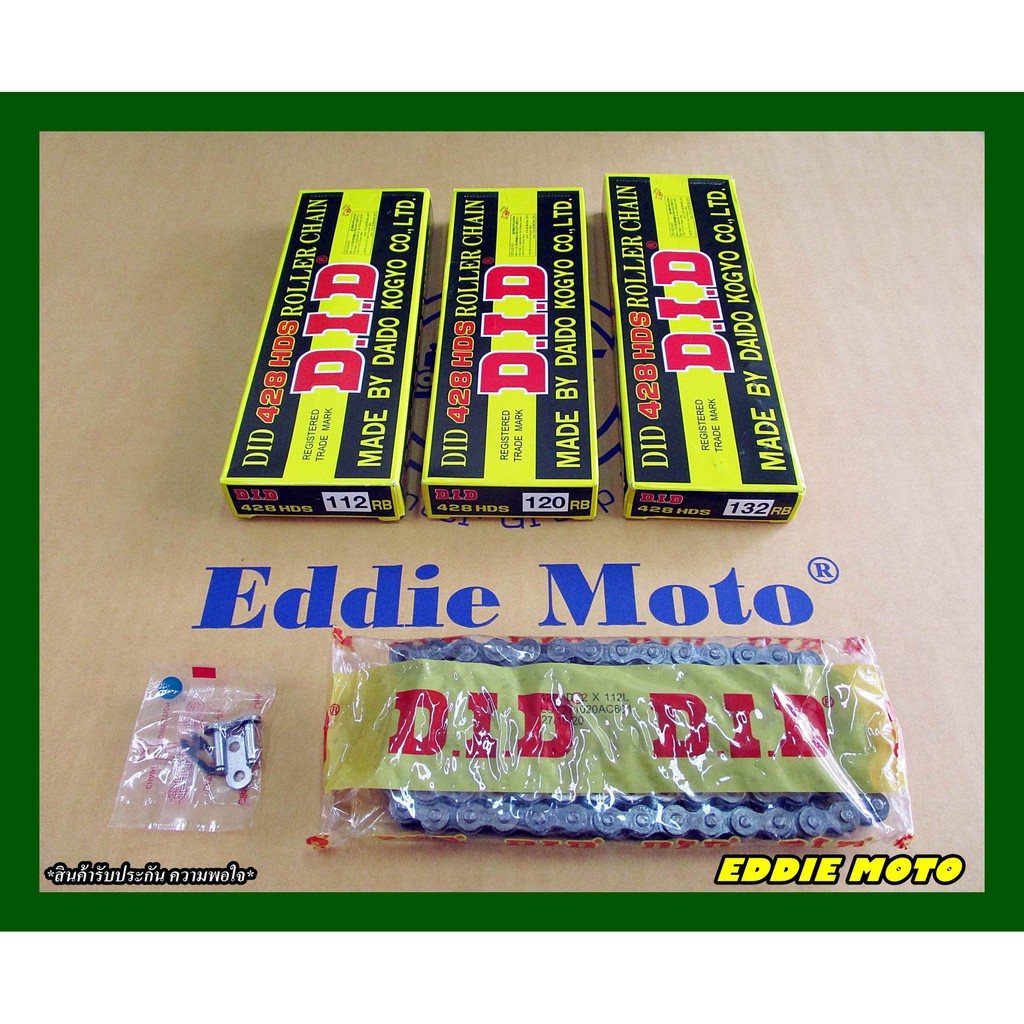 DID 428 HDS ROLLER CHAIN
D.I.D®
REGISTERED
TRADE MARK
MADE BY DAIDO KOGYO CO., LTD.
D.I.D
428 HDS
112 RB
DID 428 HDS ROLLER CHAIN
D.I.D®
REGISTERED
TRADE MARK
MADE BY DAIDO KOGYO CO., LTD.
D.I.D
428 HDS
120 RB
DID 428 HDS ROLLER CHAIN
D.I.D®
REGISTERED
TRADE MARK
MADE BY DAIDO KOGYO CO., LTD.
D.I.D
428 HDS
132 RB
Eddie Moto®
® D.I.D D.I.D ®
X 112L
*สินค้ารับประกัน ความพอใจ*
EDDIE MOTO